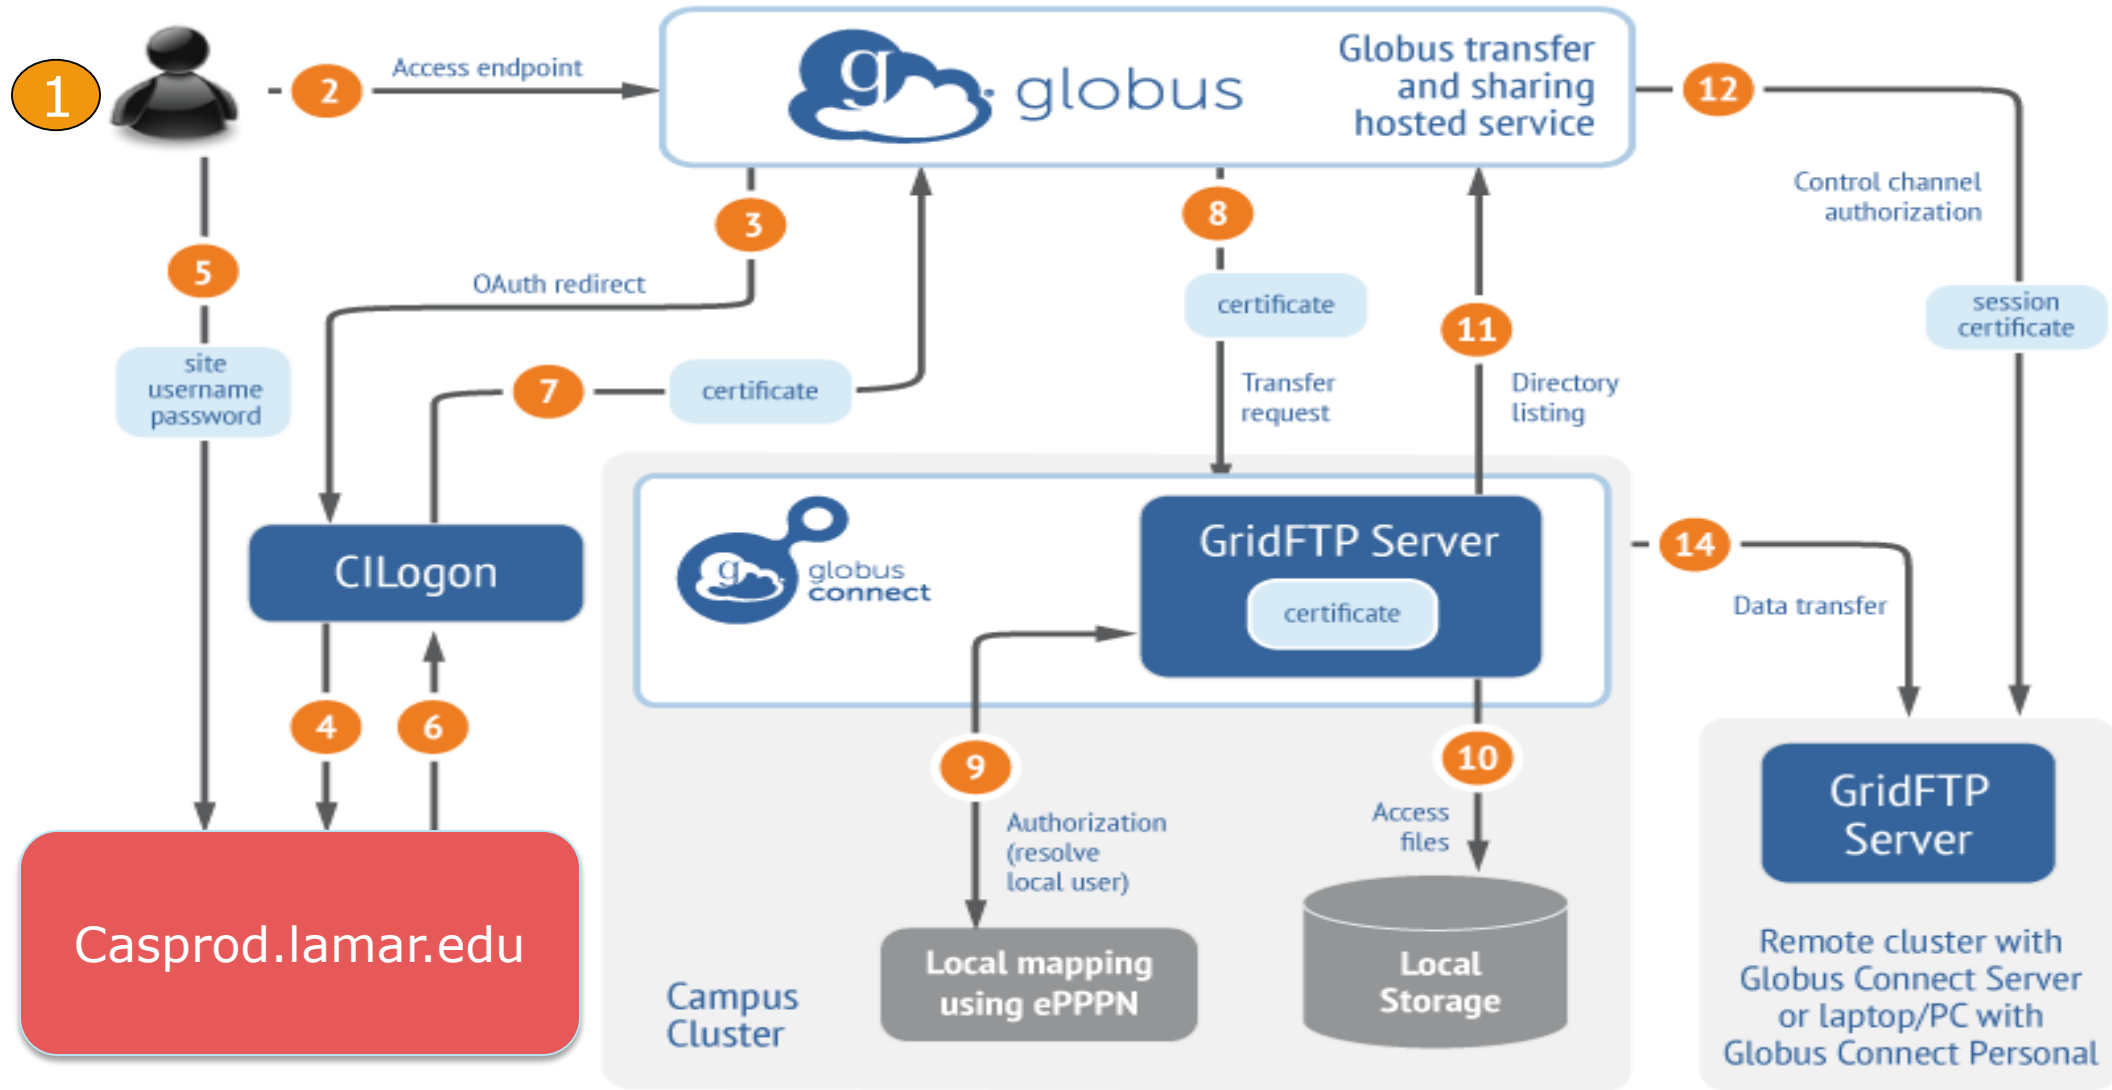 1
2
Access endpoint
g
globus
Globus transfer
and sharing
hosted service
12
Control channel
authorization
session
certificate
3
OAuth redirect
8
certificate
Transfer
request
11
Directory
listing
5
site
username
password
7
certificate
CILogon
4
6
Casprod.lamar.edu
g
globus
connect
GridFTP Server
certificate
14
Data transfer
9
Authorization
(resolve
local user)
10
Access
files
Local mapping
using ePPPN
Local
Storage
Campus
Cluster
GridFTP
Server
Remote cluster with
Globus Connect Server
or laptop/PC with
Globus Connect Personal